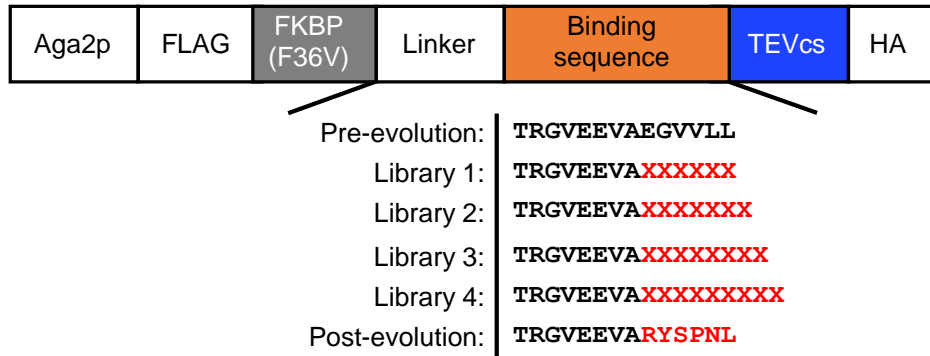 Aga2p FLAG FKBP (F36V) Linker Binding sequence TEVcs HA
Pre-evolution: TRGVEEVAEGVVLL
Library 1: TRGVEEVAXXXXXX
Library 2: TRGVEEVAXXXXXXX
Library 3: TRGVEEVAXXXXXXXX
Library 4: TRGVEEVAXXXXXXXXX
Post-evolution: TRGVEEVARYSPNL